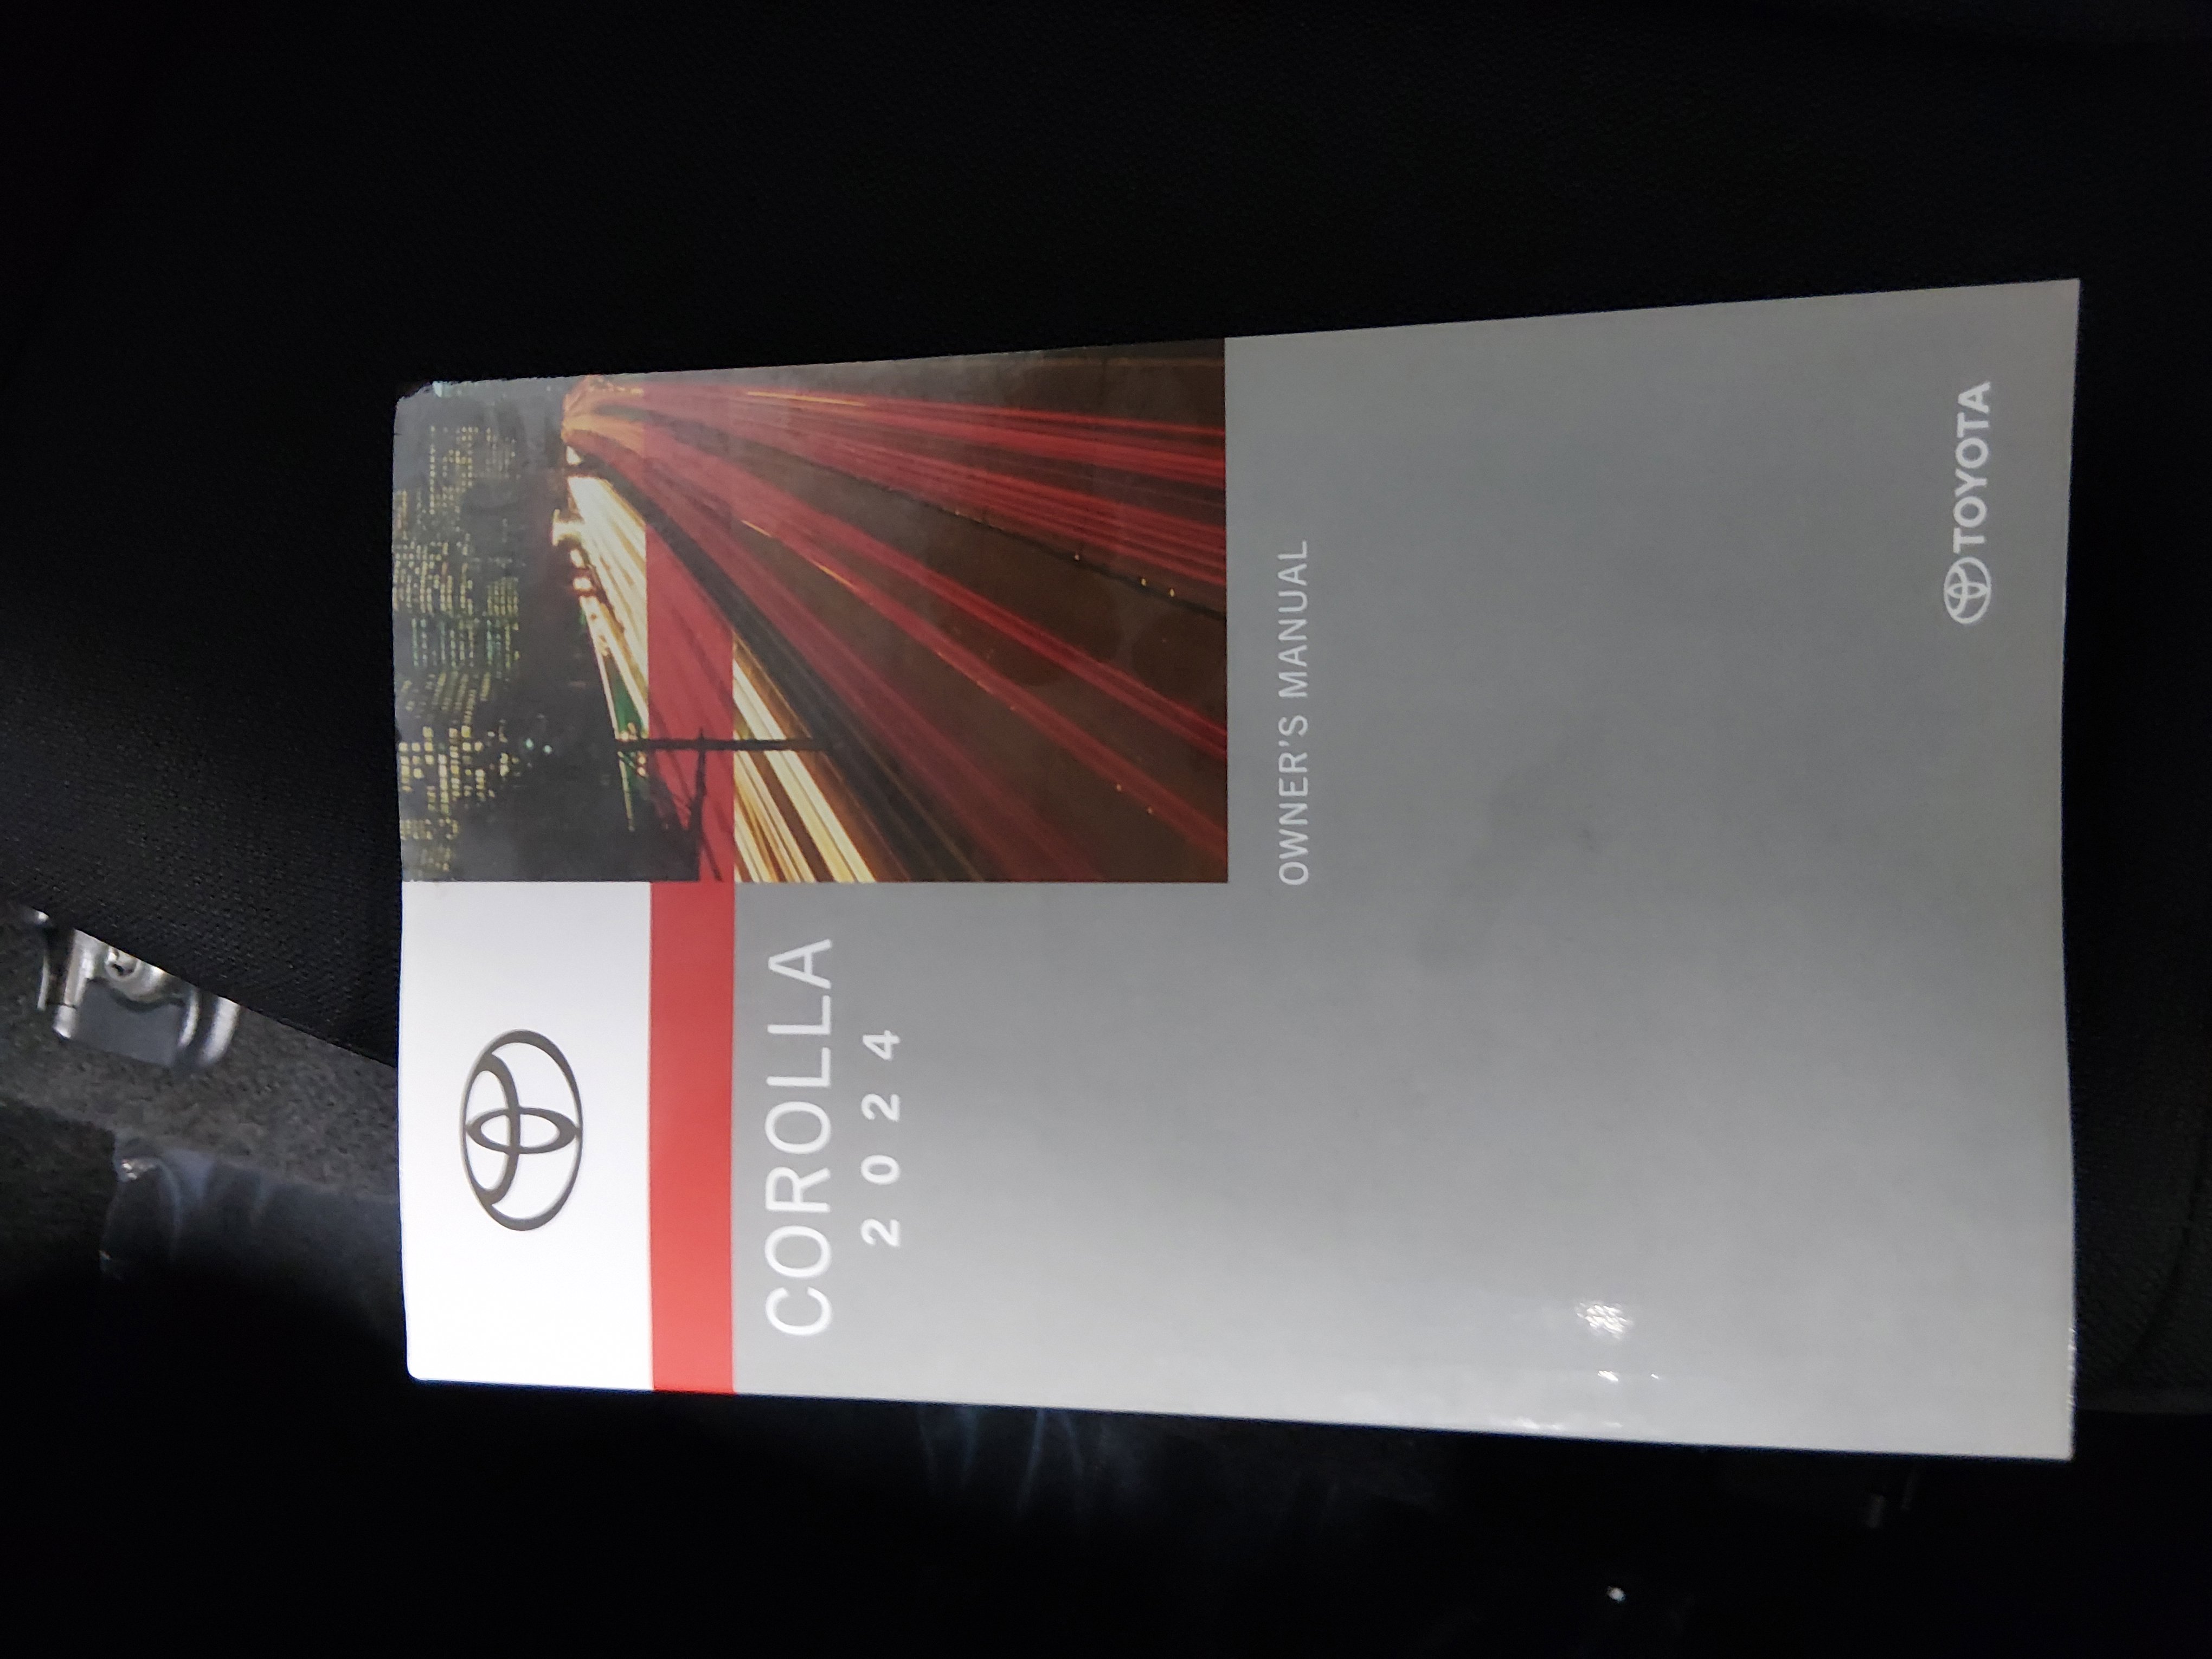 COROLLA
2024
OWNER'S MANUAL
TOYOTA